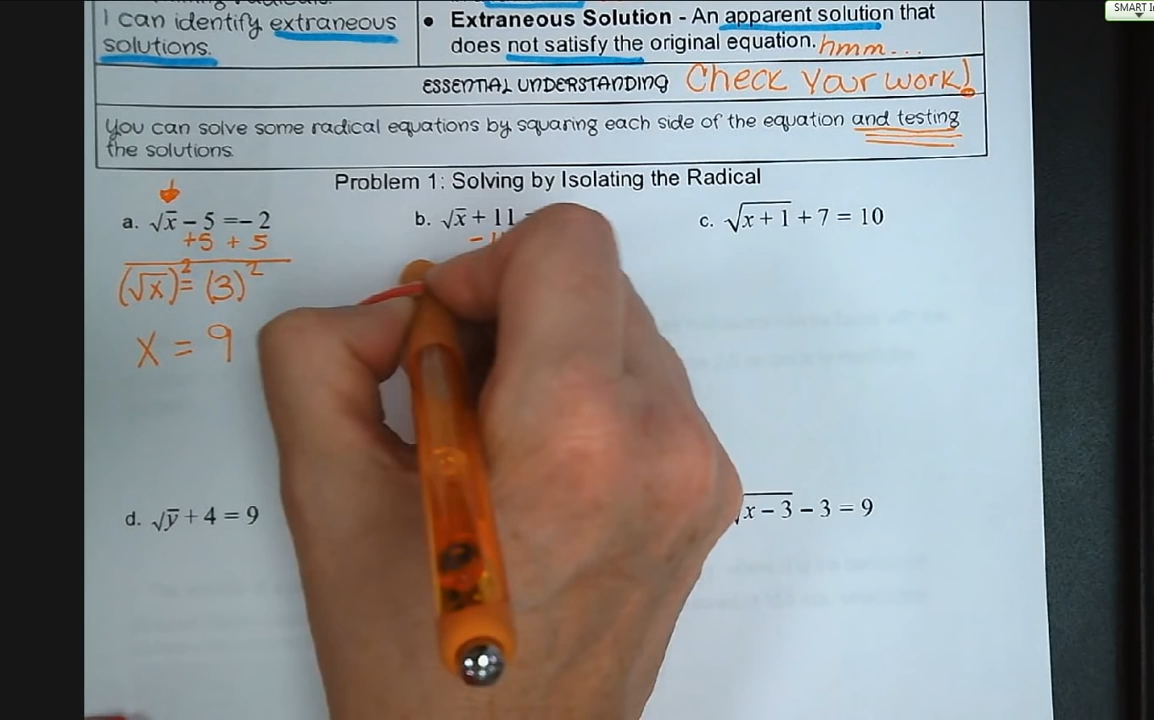 SMART
I can identify extraneous
solutions.
• Extraneous Solution - An apparent solution that
does not satisfy the original equation. hmm...
ESSENTIAL UNDERSTANDING Check Your work!
You can solve some radical equations by squaring each side of the equation and testing
the solutions.
Problem 1: Solving by Isolating the Radical
a. √x − 5 = − 2
+5 + 5
(√x)² = (3)²
x = 9
b. √x + 11
−
c. √x + 1 + 7 = 10
d. √y + 4 = 9
√x − 3 − 3 = 9